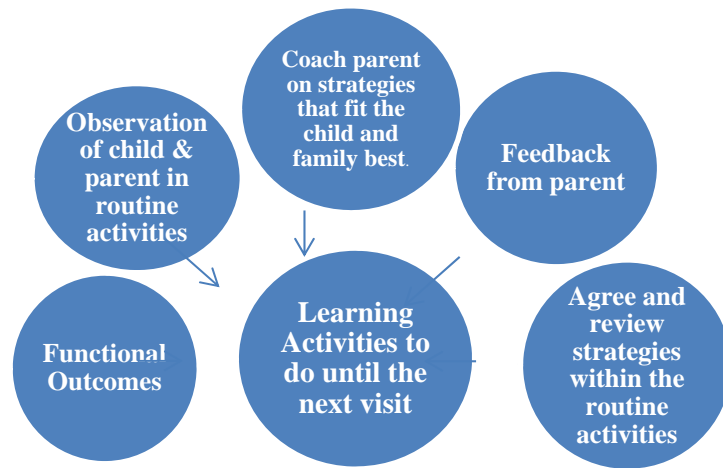 Coach parent
on strategies
that fit the
child and
family best.
Observation
of child &
parent in
routine
activities
Feedback
from parent
Functional
Outcomes
Learning
Activities to
do until the
next visit
Agree and
review
strategies
within the
routine
activities